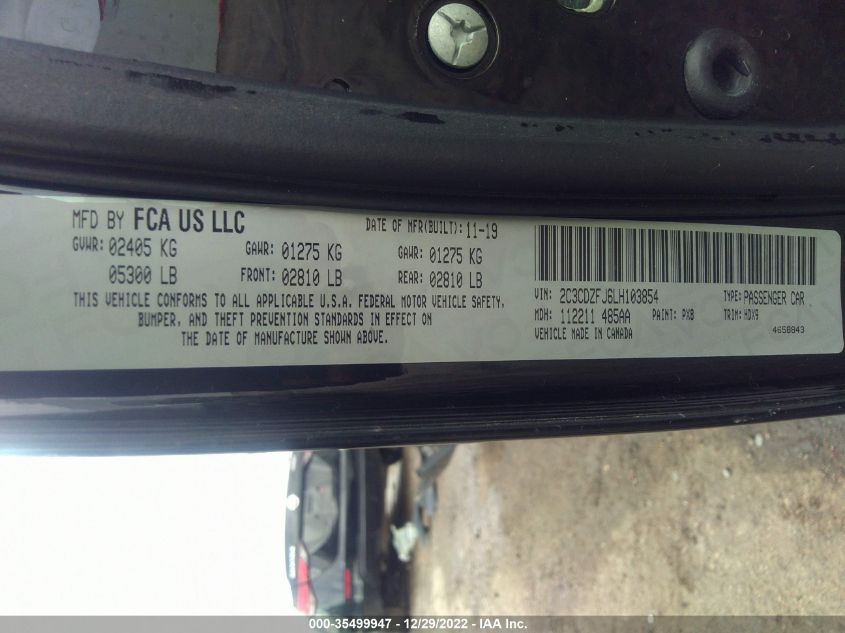 MFD BY FCA US LLC
DATE OF MFR(BUILT): 11-19
GVWR: 02405 KG
GAWR: 01275 KG
GAWR: 01275 KG
05300 LB
FRONT: 02810 LB
REAR: 02810 LB
THIS VEHICLE CONFORMS TO ALL APPLICABLE U.S.A. FEDERAL MOTOR VEHICLE SAFETY,
BUMPER, AND THEFT PREVENTION STANDARDS IN EFFECT ON
THE DATE OF MANUFACTURE SHOWN ABOVE.
VIN: 2C3CDZFJ6LH103854
TYPE: PASSENGER CAR
MDH: 112211 485AA
PAINT: PX8
TRIM: HDX9
VEHICLE MADE IN CANADA
4658843
000-35499947 - 12/29/2022 - IAA Inc.